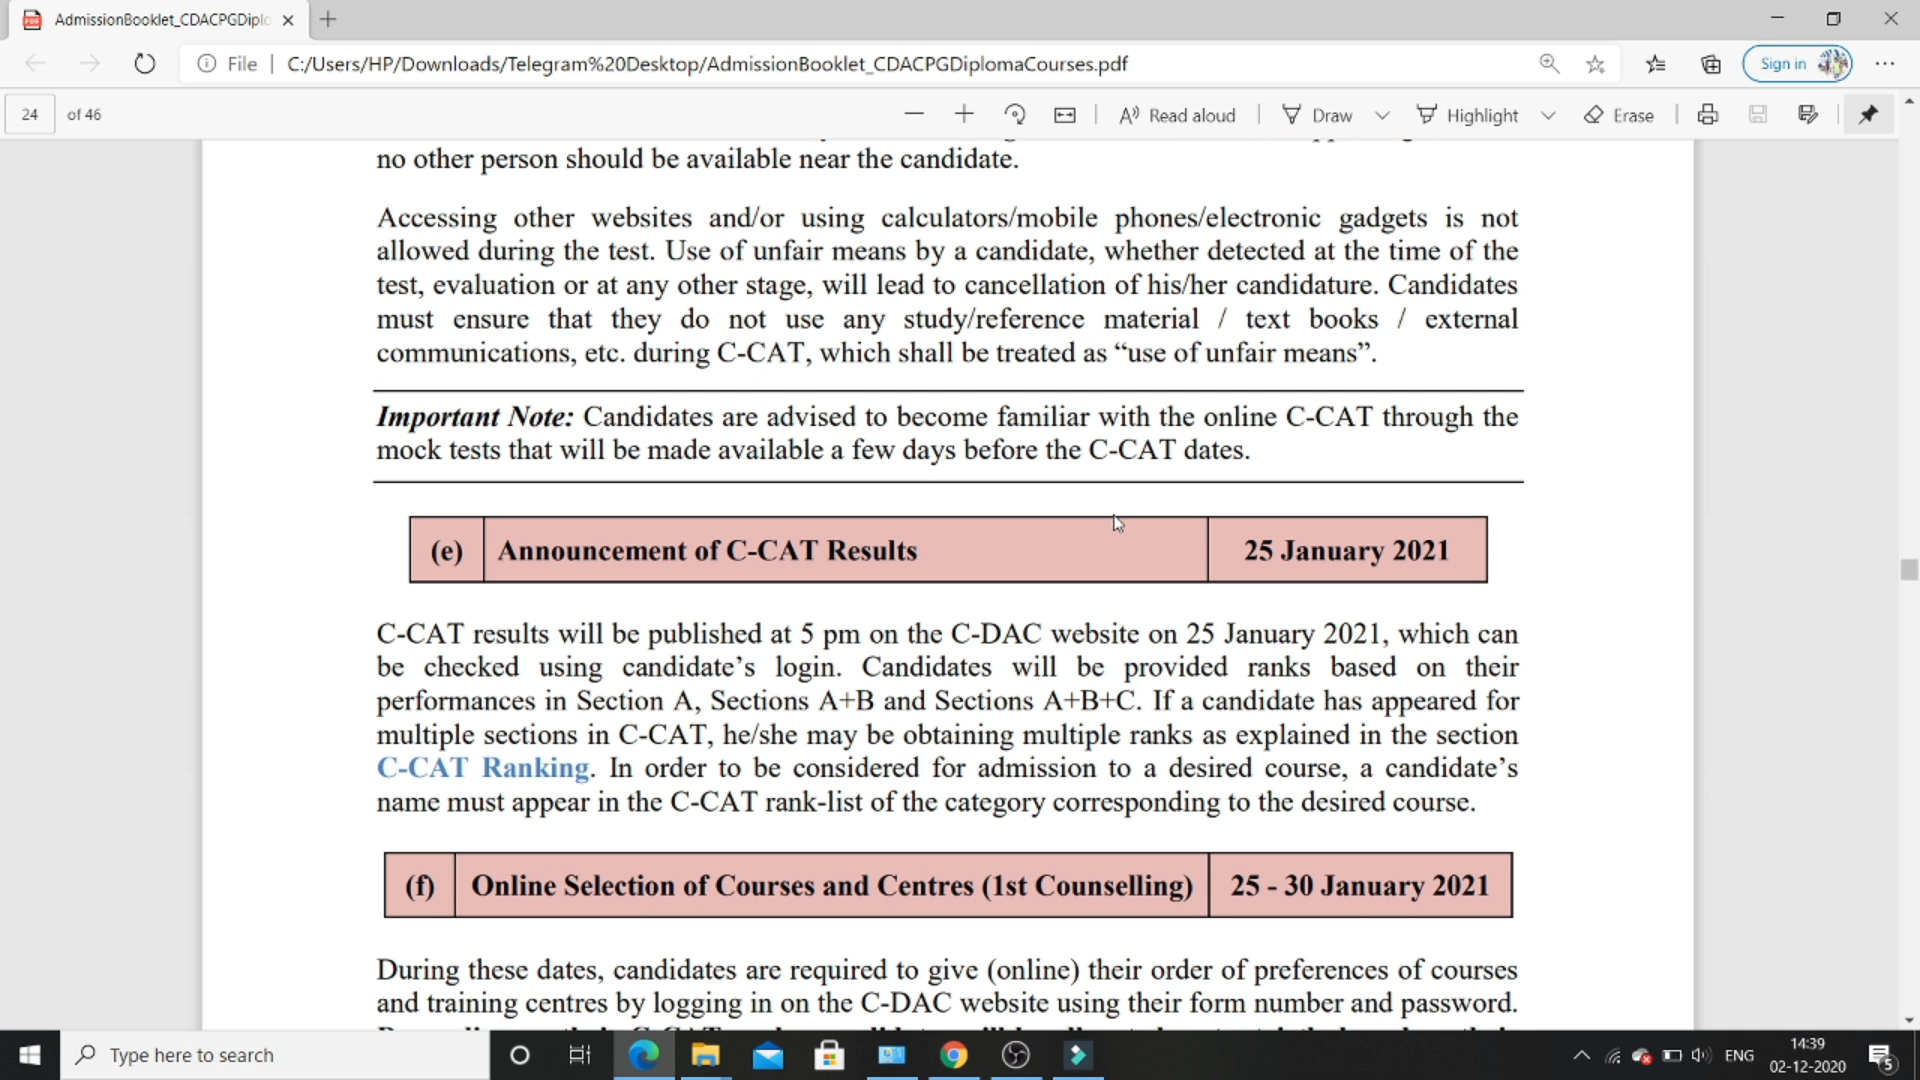 AdmissionBooklet_CDACPGDiplo
File
C:/Users/HP/Downloads/Telegram%20Desktop/AdmissionBooklet_CDACPGDiplomaCourses.pdf
Sign in
24 of 46
Read aloud
Draw
Highlight
Erase
no other person should be available near the candidate.
Accessing other websites and/or using calculators/mobile phones/electronic gadgets is not
allowed during the test. Use of unfair means by a candidate, whether detected at the time of the
test, evaluation or at any other stage, will lead to cancellation of his/her candidature. Candidates
must ensure that they do not use any study/reference material / text books / external
communications, etc. during C-CAT, which shall be treated as “use of unfair means”.
Important Note: Candidates are advised to become familiar with the online C-CAT through the
mock tests that will be made available a few days before the C-CAT dates.
(e) Announcement of C-CAT Results 25 January 2021
C-CAT results will be published at 5 pm on the C-DAC website on 25 January 2021, which can
be checked using candidate’s login. Candidates will be provided ranks based on their
performances in Section A, Sections A+B and Sections A+B+C. If a candidate has appeared for
multiple sections in C-CAT, he/she may be obtaining multiple ranks as explained in the section
C-CAT Ranking. In order to be considered for admission to a desired course, a candidate’s
name must appear in the C-CAT rank-list of the category corresponding to the desired course.
(f) Online Selection of Courses and Centres (1st Counselling) 25 - 30 January 2021
During these dates, candidates are required to give (online) their order of preferences of courses
and training centres by logging in on the C-DAC website using their form number and password.
Type here to search
ENG
14:39
02-12-2020
5